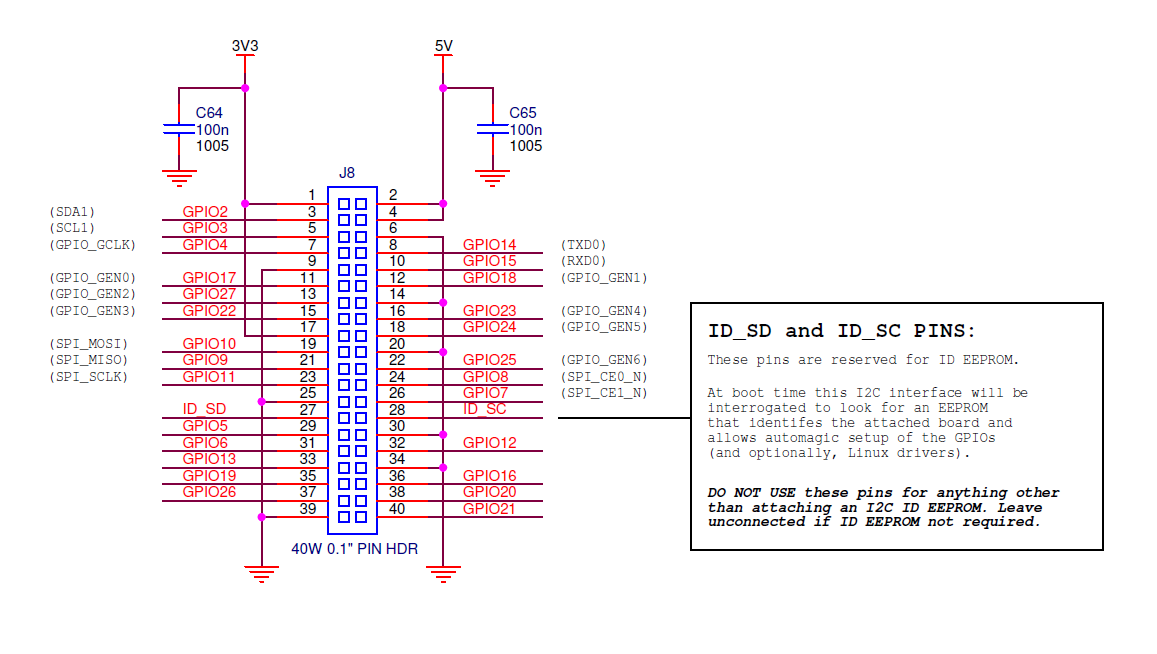 3V3 5V
C64 C65
100n 100n
1005 1005
J8
1 2
(SDA1) GPIO2 3 4
(SCL1) GPIO3 5 6
(GPIO_GCLK) GPIO4 7 8 GPIO14 (TXD0)
9 10 GPIO15 (RXD0)
(GPIO_GEN0) GPIO17 11 12 GPIO18 (GPIO_GEN1)
(GPIO_GEN2) GPIO27 13 14
(GPIO_GEN3) GPIO22 15 16 GPIO23 (GPIO_GEN4)
17 18 GPIO24 (GPIO_GEN5)
(SPI_MOSI) GPIO10 19 20
(SPI_MISO) GPIO9 21 22 GPIO25 (GPIO_GEN6)
(SPI_SCLK) GPIO11 23 24 GPIO8 (SPI_CE0_N)
25 26 GPIO7 (SPI_CE1_N)
ID_SD 27 28 ID_SC
GPIO5 29 30
GPIO6 31 32 GPIO12
GPIO13 33 34
GPIO19 35 36 GPIO16
GPIO26 37 38 GPIO20
39 40 GPIO21
40W 0.1" PIN HDR
ID_SD and ID_SC PINS:
These pins are reserved for ID EEPROM.
At boot time this I2C interface will be
interrogated to look for an EEPROM
that identifes the attached board and
allows automagic setup of the GPIOs
(and optionally, Linux drivers).
DO NOT USE these pins for anything other
than attaching an I2C ID EEPROM. Leave
unconnected if ID EEPROM not required.